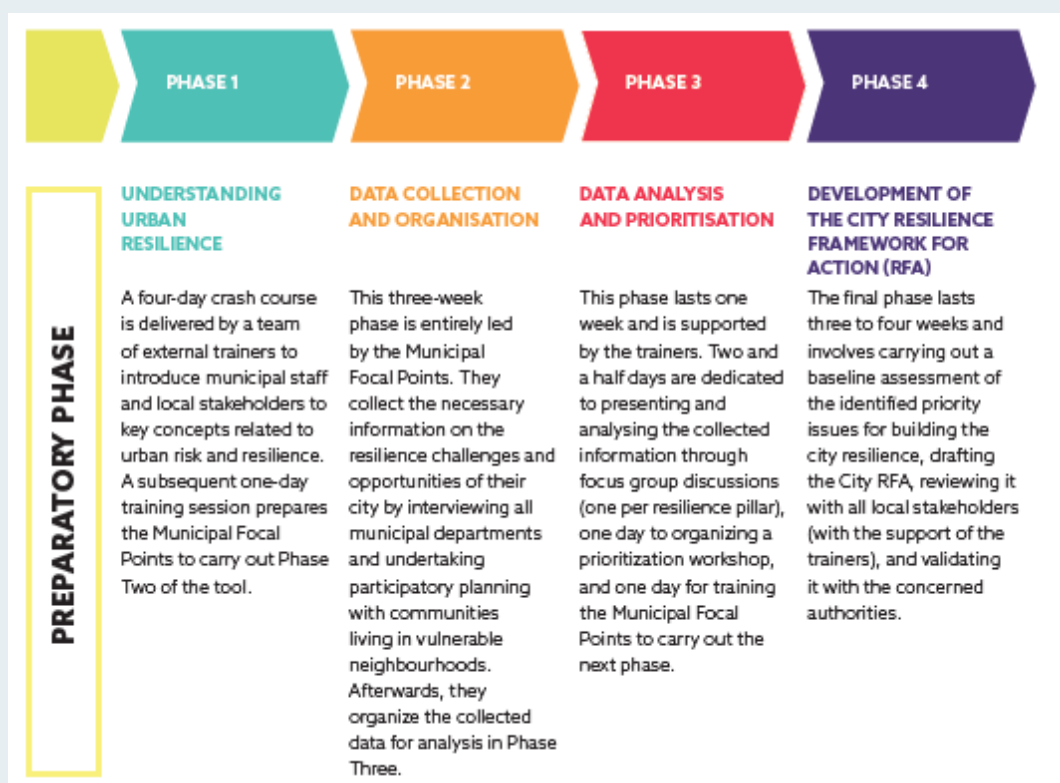 PHASE 1
PHASE 2
PHASE 3
PHASE 4
PREPARATORY PHASE
UNDERSTANDING
URBAN
RESILIENCE
A four-day crash course
is delivered by a team
of external trainers to
introduce municipal staff
and local stakeholders to
key concepts related to
urban risk and resilience.
A subsequent one-day
training session prepares
the Municipal Focal
Points to carry out Phase
Two of the tool.
DATA COLLECTION
AND ORGANISATION
This three-week
phase is entirely led
by the Municipal
Focal Points. They
collect the necessary
information on the
resilience challenges and
opportunities of their
city by interviewing all
municipal departments
and undertaking
participatory planning
with communities
living in vulnerable
neighbourhoods.
Afterwards, they
organize the collected
data for analysis in Phase
Three.
DATA ANALYSIS
AND PRIORITISATION
This phase lasts one
week and is supported
by the trainers. Two and
a half days are dedicated
to presenting and
analysing the collected
information through
focus group discussions
(one per resilience pillar),
one day to organizing a
prioritization workshop,
and one day for training
the Municipal Focal
Points to carry out the
next phase.
DEVELOPMENT OF
THE CITY RESILIENCE
FRAMEWORK FOR
ACTION (RFA)
The final phase lasts
three to four weeks and
involves carrying out a
baseline assessment of
the identified priority
issues for building the
city resilience, drafting
the City RFA, reviewing it
with all local stakeholders
(with the support of the
trainers), and validating
it with the concerned
authorities.